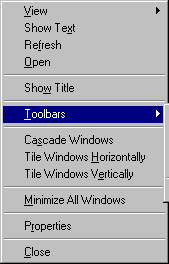 View
Show Text
Refresh
Open
Show Title
Toolbars
Cascade Windows
Tile Windows Horizontally
Tile Windows Vertically
Minimize All Windows
Properties
Close